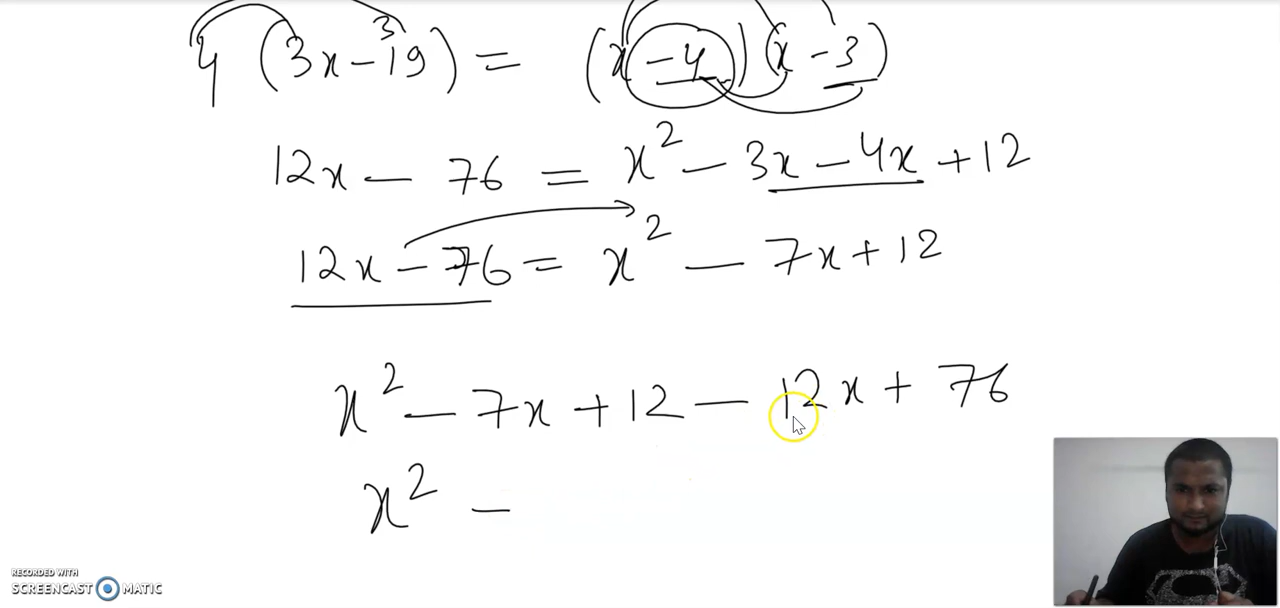 4 (3x - 19) = (x - 4) (x - 3)
3
12x - 76 = x² - 3x - 4x + 12
12x - 76 = x² - 7x + 12
x² - 7x + 12 - 12x + 76
x² -
RECORDED WITH
SCREENCAST MATIC